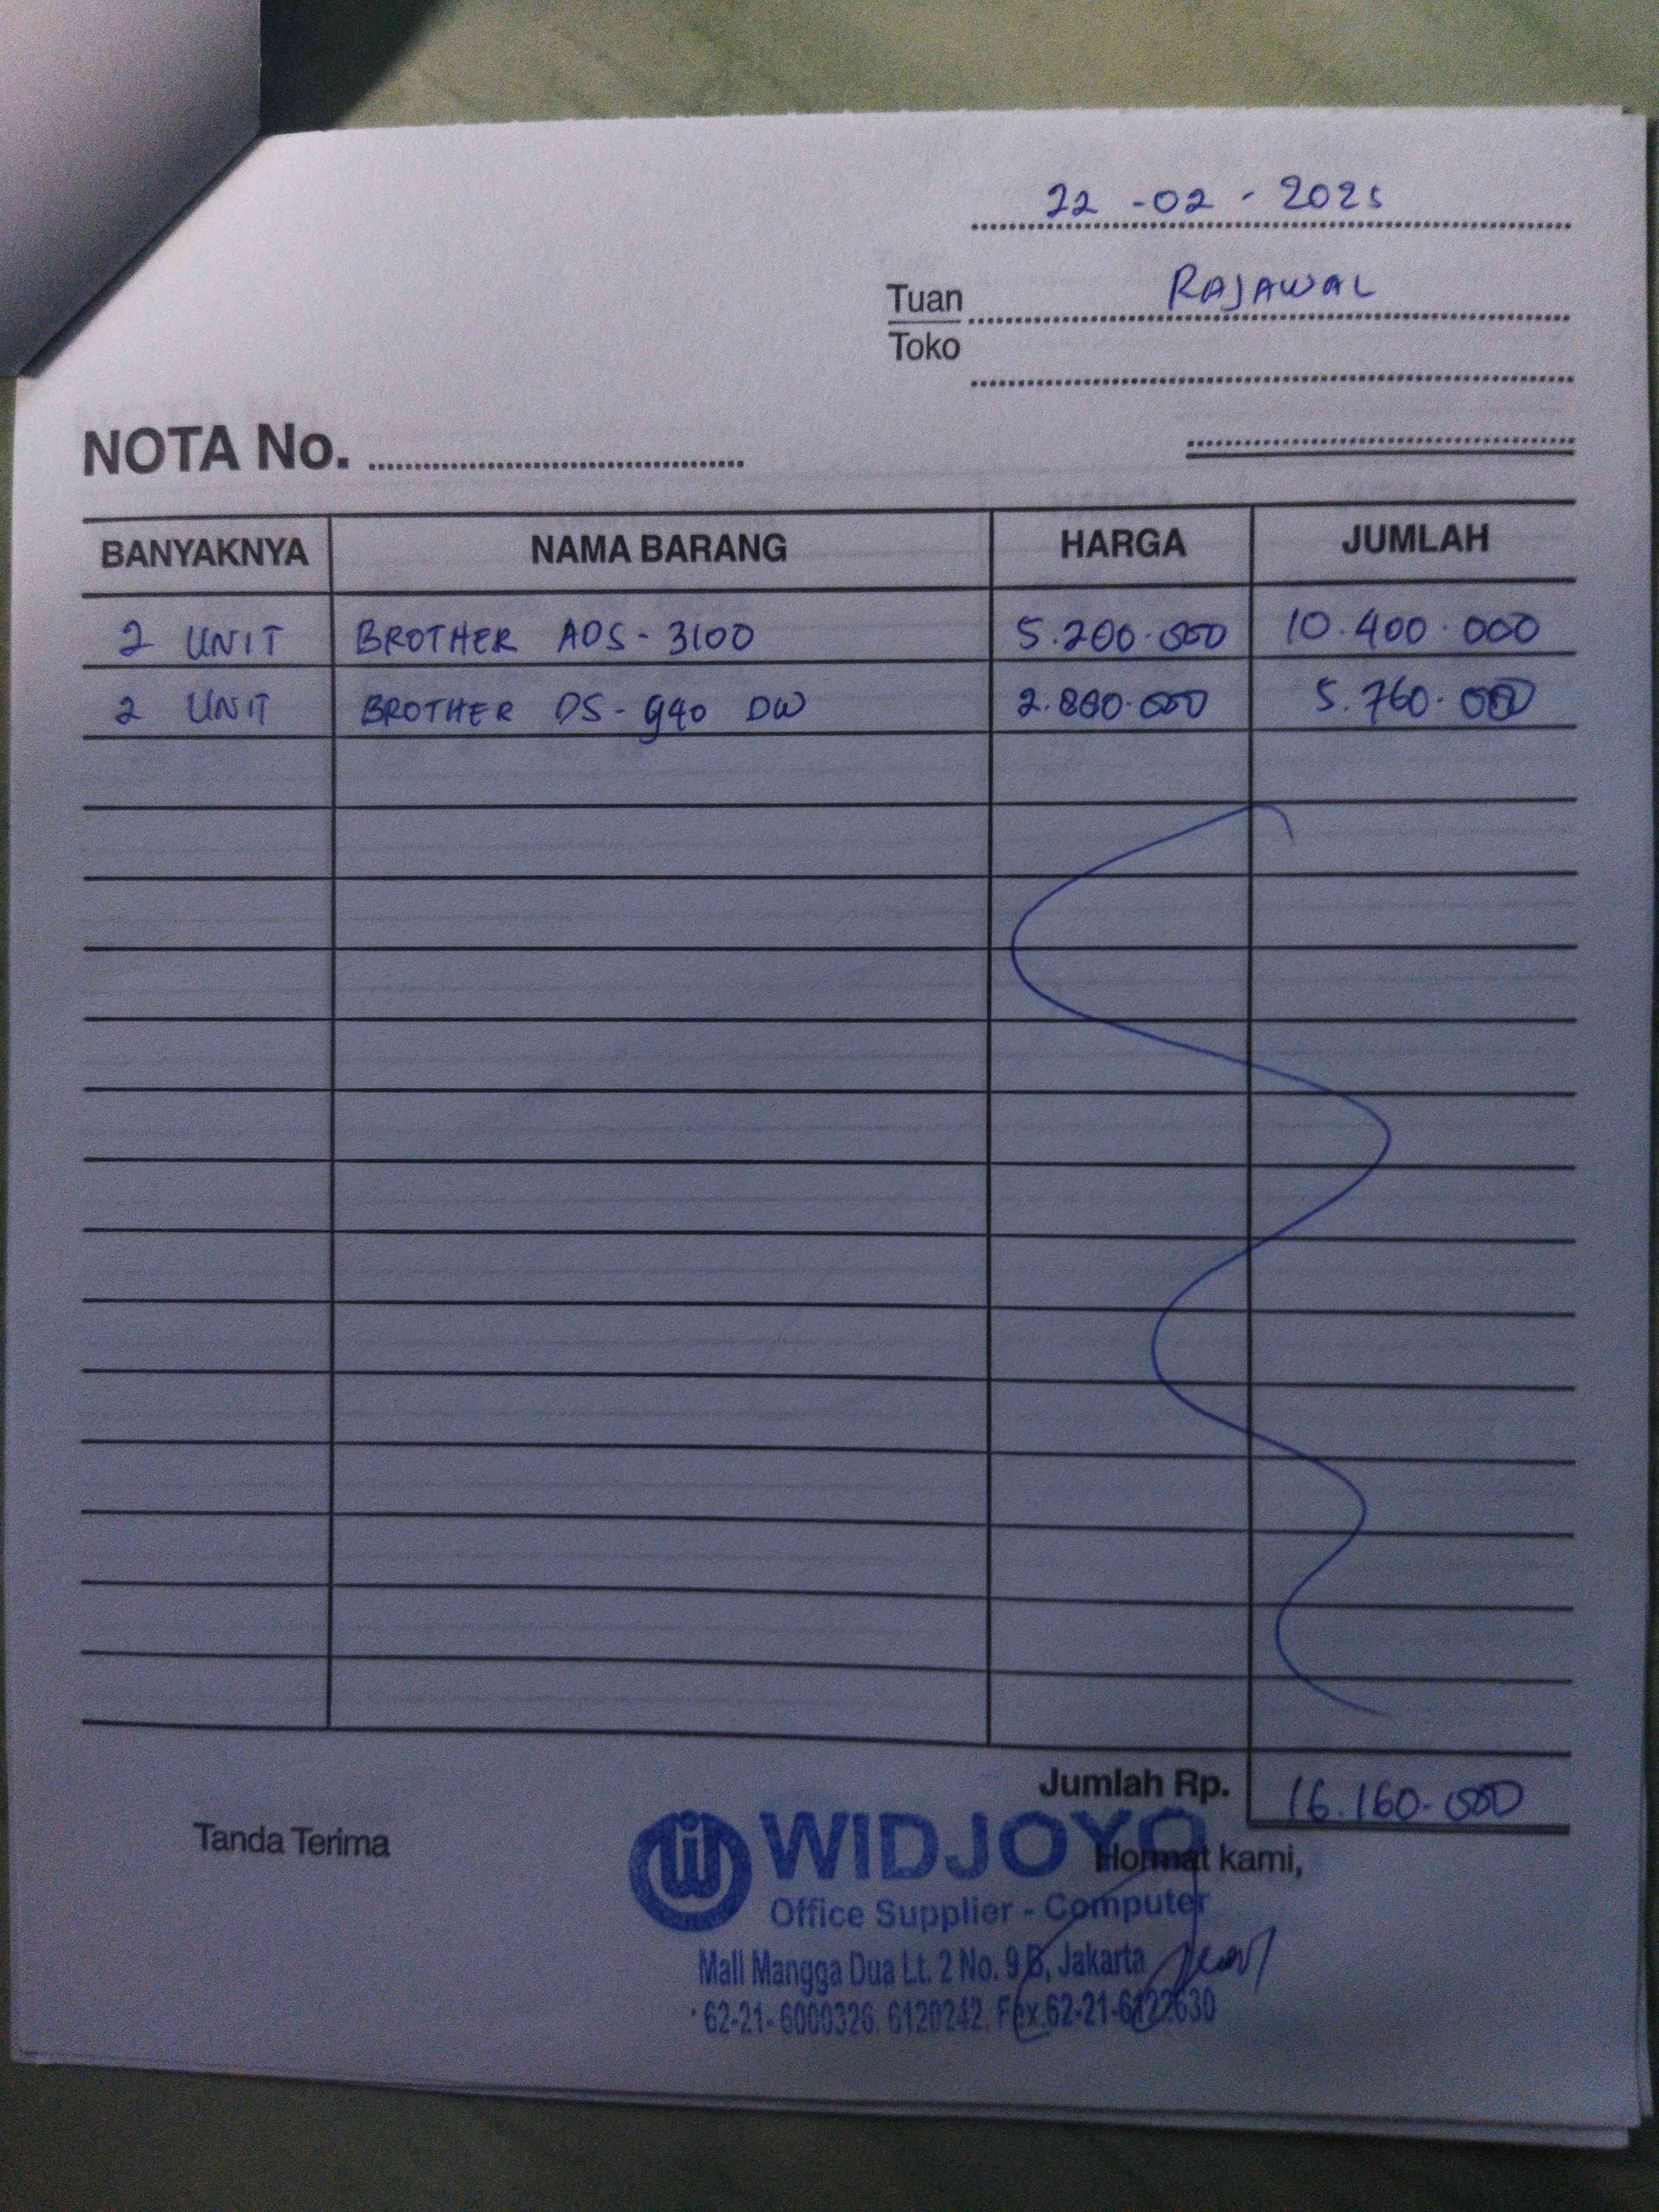 22 - 02 - 2025
Tuan RAJAWAL
Toko
NOTA No.
BANYAKNYA NAMA BARANG HARGA JUMLAH
2 UNIT BROTHER ADS - 3100 5.200.000 10.400.000
2 UNIT BROTHER DS - 940 DW 2.880.000 5.760.000
Jumlah Rp. 16.160.000
Tanda Terima
Hormat kami,
WIDJOYO
Office Supplier - Computer
Mall Mangga Dua Lt. 2 No. 9 B, Jakarta
62-21-6000326. 6120242. Fax.62-21-6122630